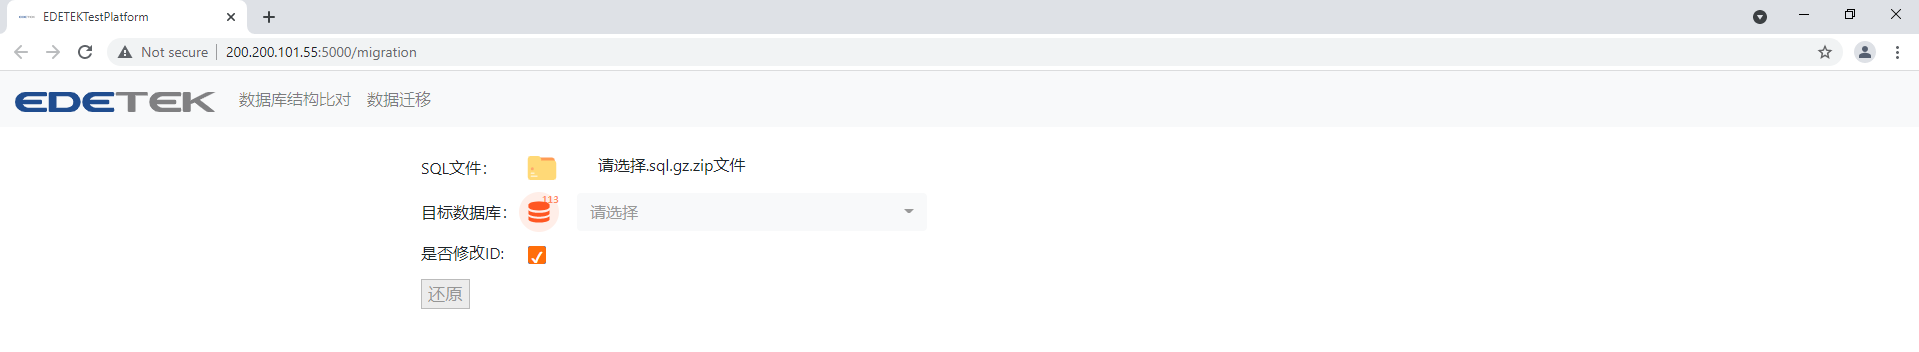 EDETEK EDETEKTestPlatform
Not secure 200.200.101.55:5000/migration
EDETEK 数据库结构比对 数据迁移
SQL文件： 请选择.sql.gz.zip文件
目标数据库： 113 请选择
是否修改ID:
还原